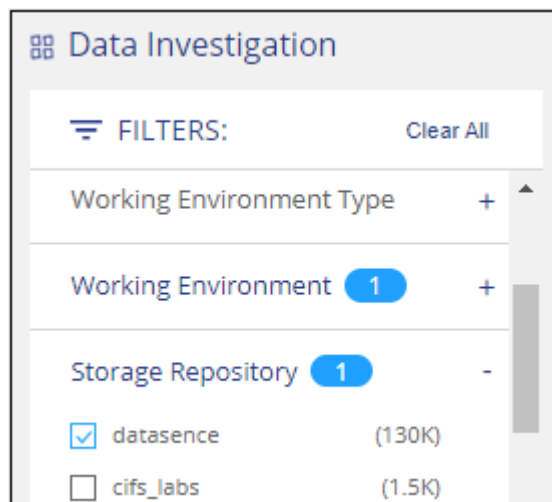 Data Investigation
FILTERS: Clear All
Working Environment Type +
Working Environment 1 +
Storage Repository 1 -
datasence (130K)
cifs_labs (1.5K)